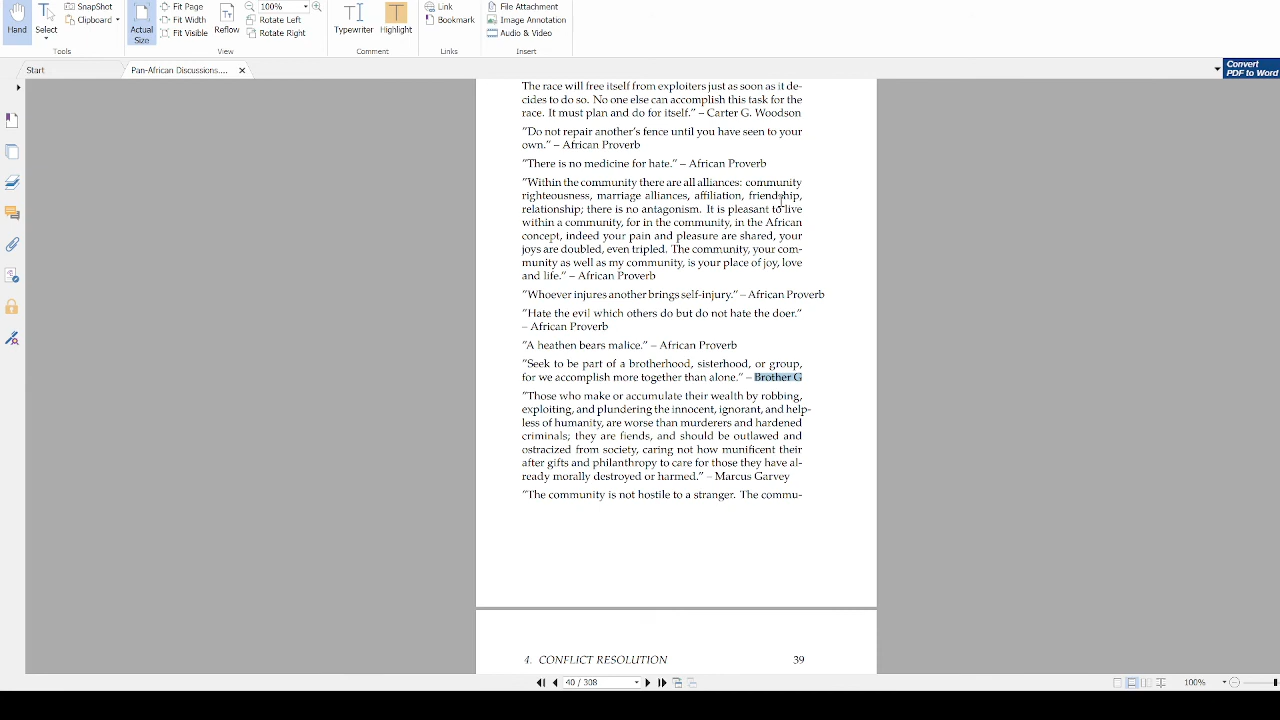 SnapShot
Clipboard
Hand
Select
Tools
Fit Page
Fit Width
Fit Visible
Actual
Size
100%
Reflow
Rotate Left
Rotate Right
View
Typewriter
Highlight
Comment
Link
Bookmark
Links
File Attachment
Image Annotation
Audio & Video
Insert
Start
Pan-African Discussions....
Convert
PDF to Word
The race will free itself from exploiters just as soon as it de-
cides to do so. No one else can accomplish this task for the
race. It must plan and do for itself.” – Carter G. Woodson
“Do not repair another’s fence until you have seen to your
own.” – African Proverb
“There is no medicine for hate.” – African Proverb
“Within the community there are all alliances: community
righteousness, marriage alliances, affiliation, friendship,
relationship; there is no antagonism. It is pleasant to live
within a community, for in the community, in the African
concept, indeed your pain and pleasure are shared, your
joys are doubled, even tripled. The community, your com-
munity as well as my community, is your place of joy, love
and life.” – African Proverb
“Whoever injures another brings self-injury.” – African Proverb
“Hate the evil which others do but do not hate the doer.”
– African Proverb
“A heathen bears malice.” – African Proverb
“Seek to be part of a brotherhood, sisterhood, or group,
for we accomplish more together than alone.” – Brother G
“Those who make or accumulate their wealth by robbing,
exploiting, and plundering the innocent, ignorant, and help-
less of humanity, are worse than murderers and hardened
criminals; they are fiends, and should be outlawed and
ostracized from society, caring not how munificent their
after gifts and philanthropy to care for those they have al-
ready morally destroyed or harmed.” – Marcus Garvey
“The community is not hostile to a stranger. The commu-
4. CONFLICT RESOLUTION 39
40 / 308
100%